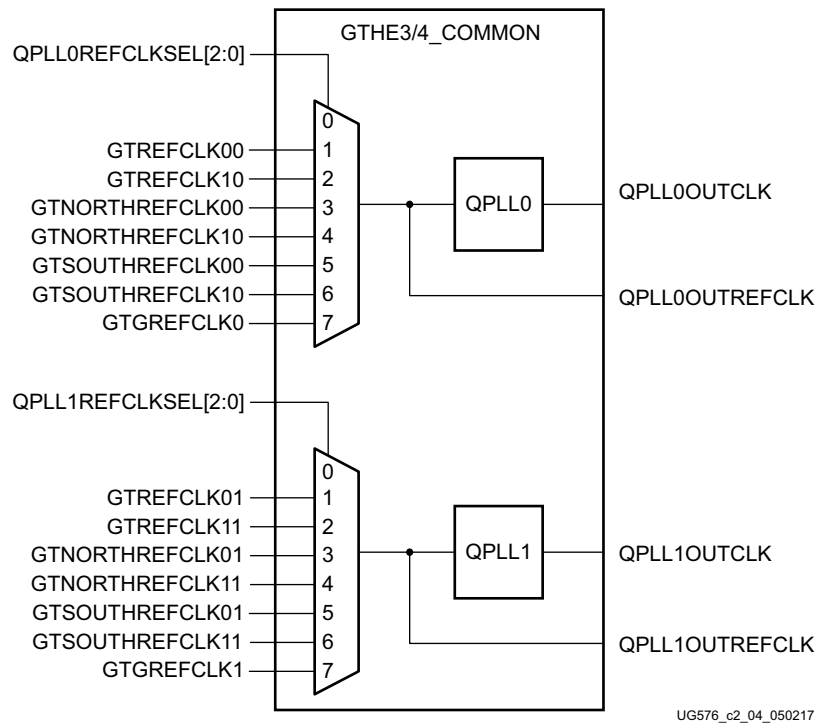 GTHE3/4_COMMON
QPLL0REFCLKSEL[2:0]
0
GTREFCLK00 1
GTREFCLK10 2
GTNORTHREFCLK00 3
GTNORTHREFCLK10 4
GTSOUTHREFCLK00 5
GTSOUTHREFCLK10 6
GTGREFCLK0 7
QPLL0
QPLL0OUTCLK
QPLL0OUTREFCLK
QPLL1REFCLKSEL[2:0]
0
GTREFCLK01 1
GTREFCLK11 2
GTNORTHREFCLK01 3
GTNORTHREFCLK11 4
GTSOUTHREFCLK01 5
GTSOUTHREFCLK11 6
GTGREFCLK1 7
QPLL1
QPLL1OUTCLK
QPLL1OUTREFCLK
UG576_c2_04_050217